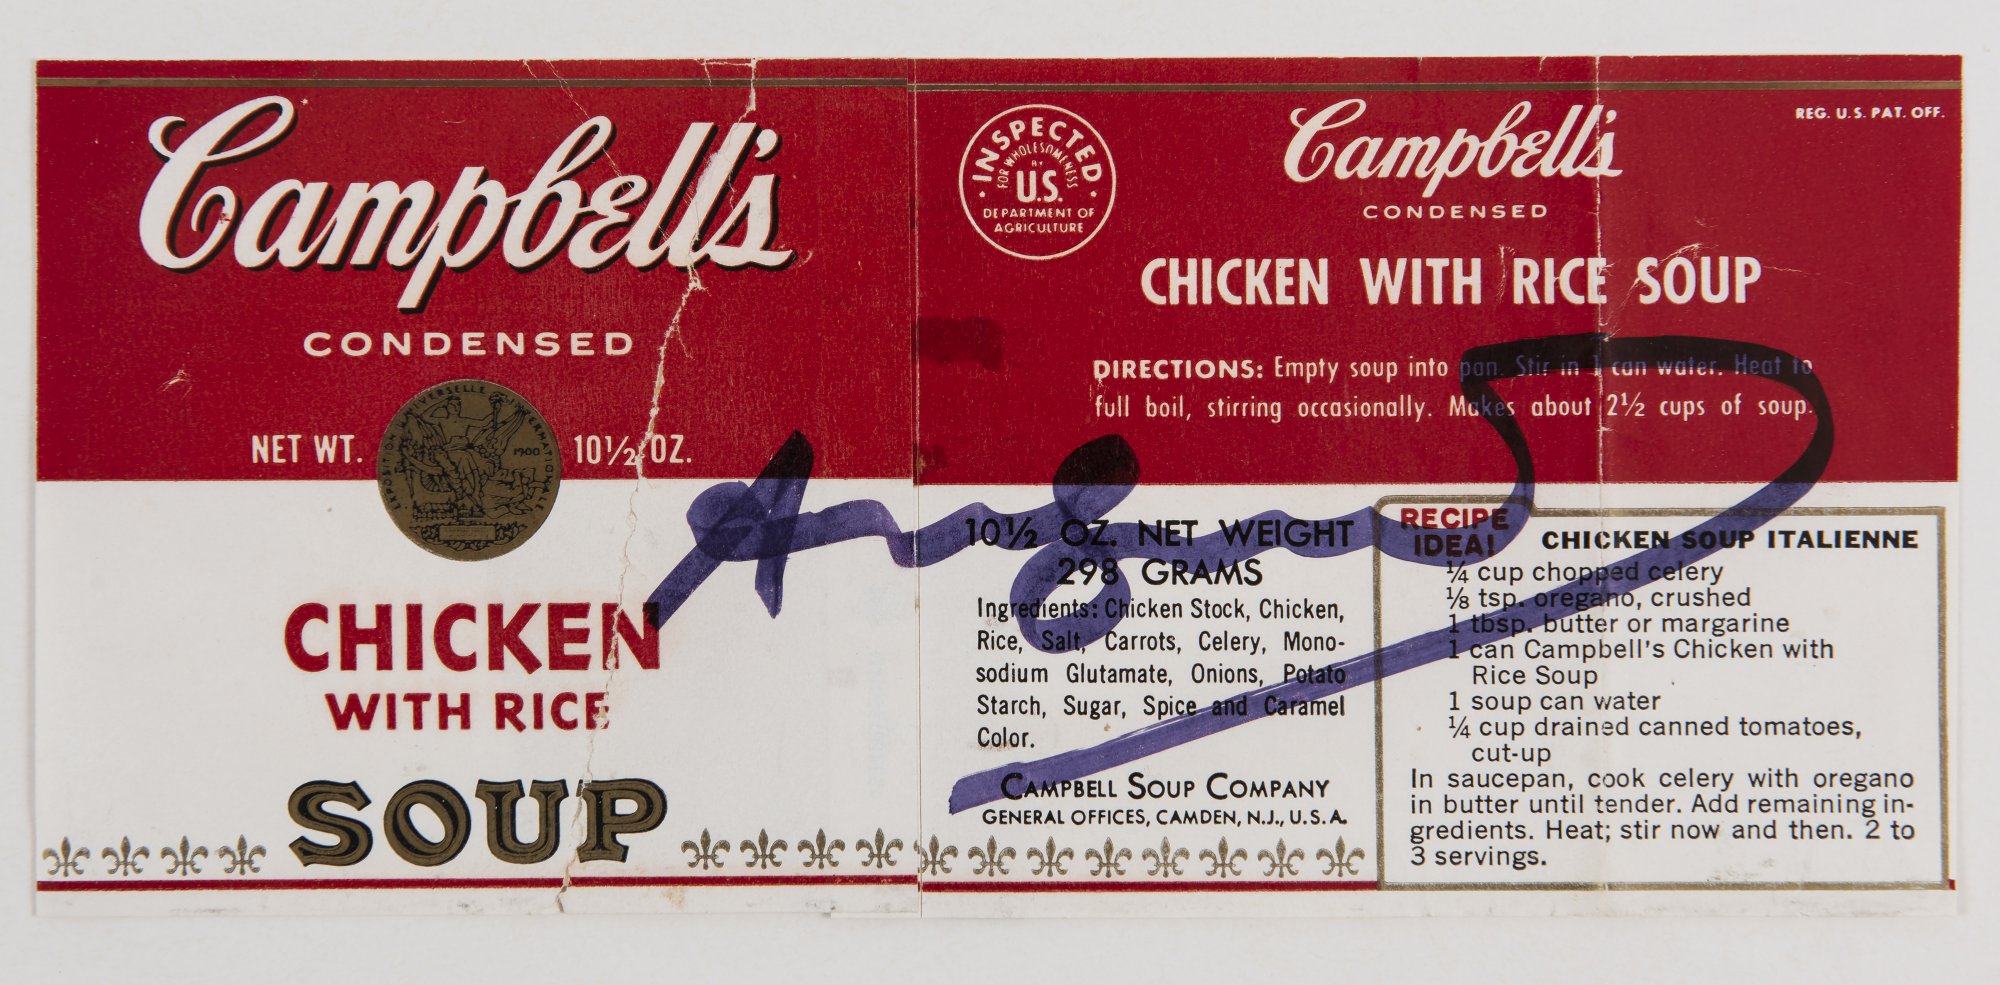 Campbell's
CONDENSED
NET WT. 10½ OZ.
EXPOSITION UNIVERSELLE INTERNATIONALE
1900
CHICKEN
WITH RICE
SOUP
INSPECTED
FOR WHOLESOMENESS
BY
U.S.
DEPARTMENT OF
AGRICULTURE
Campbell's
CONDENSED
REG. U.S. PAT. OFF.
CHICKEN WITH RICE SOUP
DIRECTIONS: Empty soup into pan. Stir in 1 can water. Heat to
full boil, stirring occasionally. Makes about 2½ cups of soup.
10½ OZ. NET WEIGHT
298 GRAMS
Ingredients: Chicken Stock, Chicken,
Rice, Salt, Carrots, Celery, Mono-
sodium Glutamate, Onions, Potato
Starch, Sugar, Spice and Caramel
Color.
CAMPBELL SOUP COMPANY
GENERAL OFFICES, CAMDEN, N.J., U.S.A.
RECIPE
IDEA!
CHICKEN SOUP ITALIENNE
¼ cup chopped celery
⅛ tsp. oregano, crushed
1 tbsp. butter or margarine
1 can Campbell's Chicken with
Rice Soup
1 soup can water
¼ cup drained canned tomatoes,
cut-up
In saucepan, cook celery with oregano
in butter until tender. Add remaining in-
gredients. Heat; stir now and then. 2 to
3 servings.